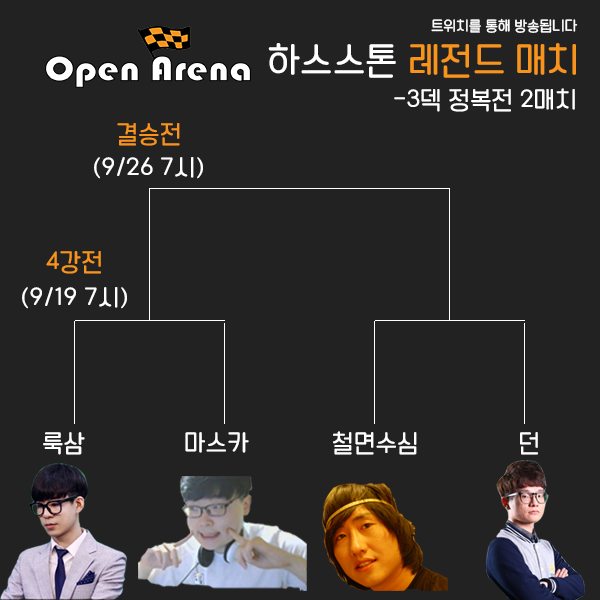 트위치를 통해 방송됩니다
Open Arena
하스스톤 레전드 매치
-3덱 정복전 2매치
결승전
(9/26 7시)
4강전
(9/19 7시)
룩삼 마스카 철면수심 던